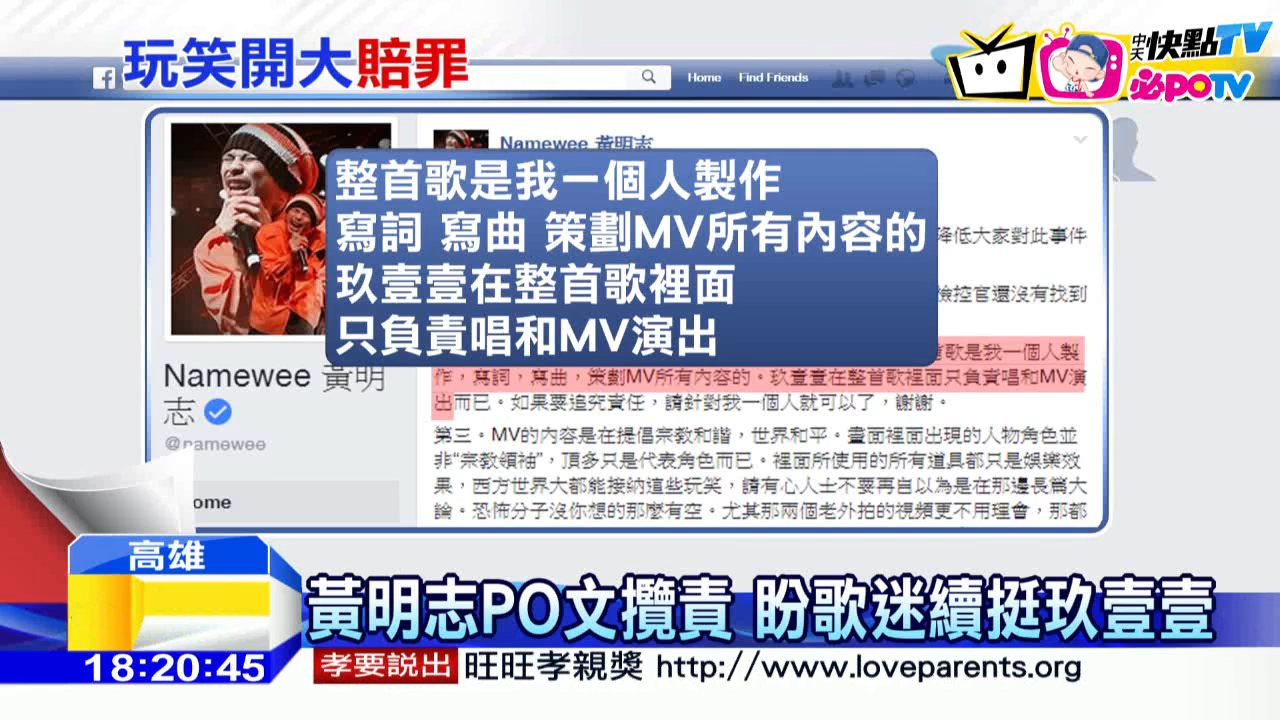 玩笑開大賠罪
Home Find Friends
中天快點TV
必POTV
Namewee 黃明志
整首歌是我一個人製作
寫詞 寫曲 策劃MV所有內容的
玖壹壹在整首歌裡面
只負責唱和MV演出
降低大家對此事件
檢控官還沒有找到
首歌是我一個人製
作，寫詞，寫曲，策劃MV所有內容的。玖壹壹在整首歌裡面只負責唱和MV演
出而已。如果要追究責任，請針對我一個人就可以了，謝謝。
第三。MV的內容是在提倡宗教和諧，世界和平。畫面裡面出現的人物角色並
非“宗教領袖”，頂多只是代表角色而已。裡面所使用的所有道具都只是娛樂效
果，西方世界大都能接納這些玩笑，請有心人士不要再自以為是在那邊長篇大
論。恐怖分子沒你想的那麼有空。尤其那兩個老外拍的視頻更不用理會，那都
Namewee 黃明
志
@namewee
ome
高雄
黃明志PO文攬責 盼歌迷續挺玖壹壹
18:20:45
孝要說出 旺旺孝親獎 http://www.loveparents.org